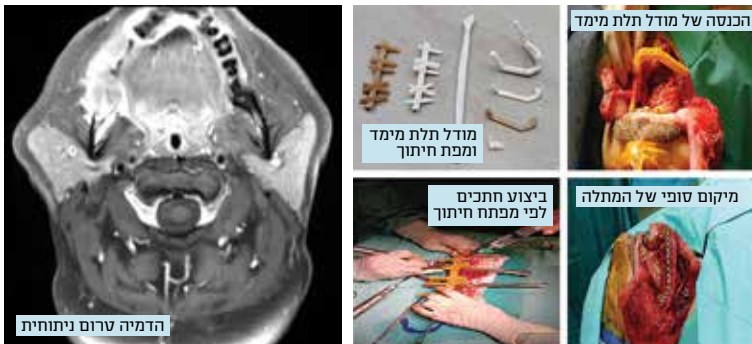 הכנסה של מודל תלת מימד
מודל תלת מימד
ומפת חיתוך
מיקום סופי של המתלה
ביצוע חתכים
לפי מפתח חיתוך
הדמיה טרום ניתוחית